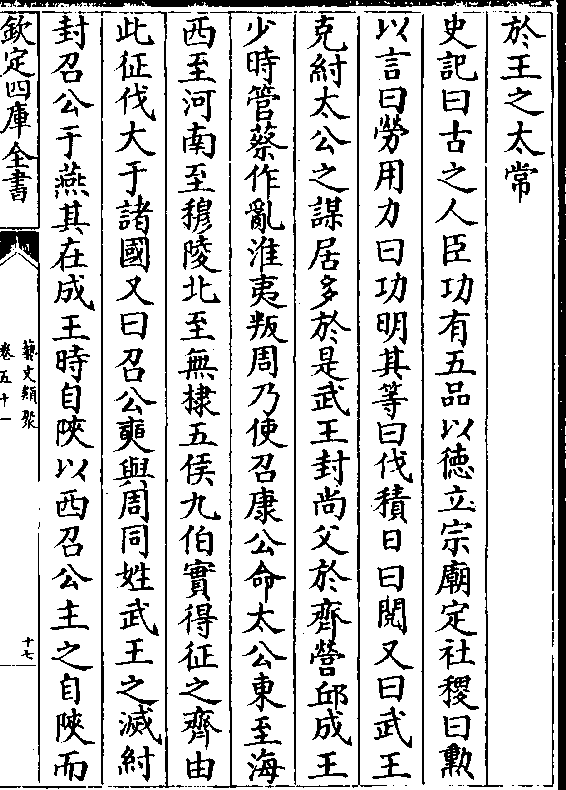 於王之太常
史記曰古之人臣功有五品以徳立宗廟定社稷曰勲
以言曰勞用力曰功明其等曰伐積日曰閱又曰武王
克紂太公之謀居多於是武王封尚父於齊營邱成王
少時管蔡作亂淮夷叛周乃使召康公命太公東至海
西至河南至穆陵北至無棣五侯九伯實得征之齊由
此征伐大于諸國又曰召公奭與周同姓武王之滅紂
封召公于燕其在成王時自陜以西召公主之自陜而
欽定四庫全書
藝文類聚
卷五十一
十七